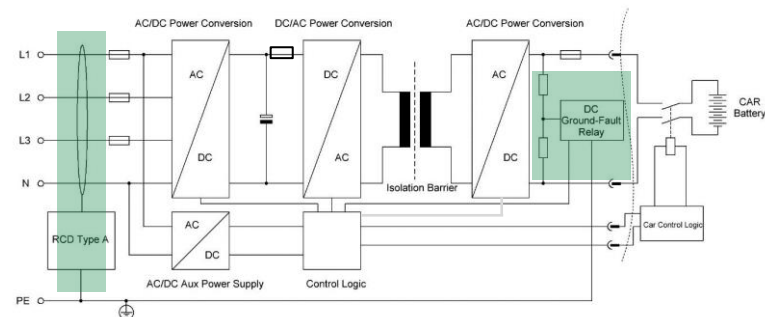 AC/DC Power Conversion
DC/AC Power Conversion
AC/DC Power Conversion
L1
L2
L3
N
PE
AC
DC
DC
AC
AC
DC
Isolation Barrier
DC
Ground-Fault
Relay
CAR
Battery
RCD Type A
AC
DC
AC/DC Aux Power Supply
Control Logic
Car Control Logic